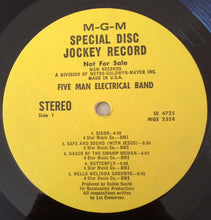 M-G-M
SPECIAL DISC
JOCKEY RECORD
Not For Sale
MGM RECORDS
A DIVISION OF METRO-GOLDWYN-MAYER INC.
MADE IN U.S.A.
FIVE MAN ELECTRICAL BAND
STEREO
Side 1
SE 4725
MGS 2358
1. SIGNS
4 Star Music Co.—BMI
2. SAFE AND SOUND (WITH JESUS)
4 Star Music Co.—BMI
3. DANCE OF THE SWAMP WOMAN
4 Star Music Co.—BMI
4. BUTTERFLY
4 Star Music Co.—BMI
5. HELLO MELINDA GOODBYE
4 Star Music Co.—BMI
Produced by Dallas Smith
for Renaissance Productions
All Selections Written
by Les Emmerson